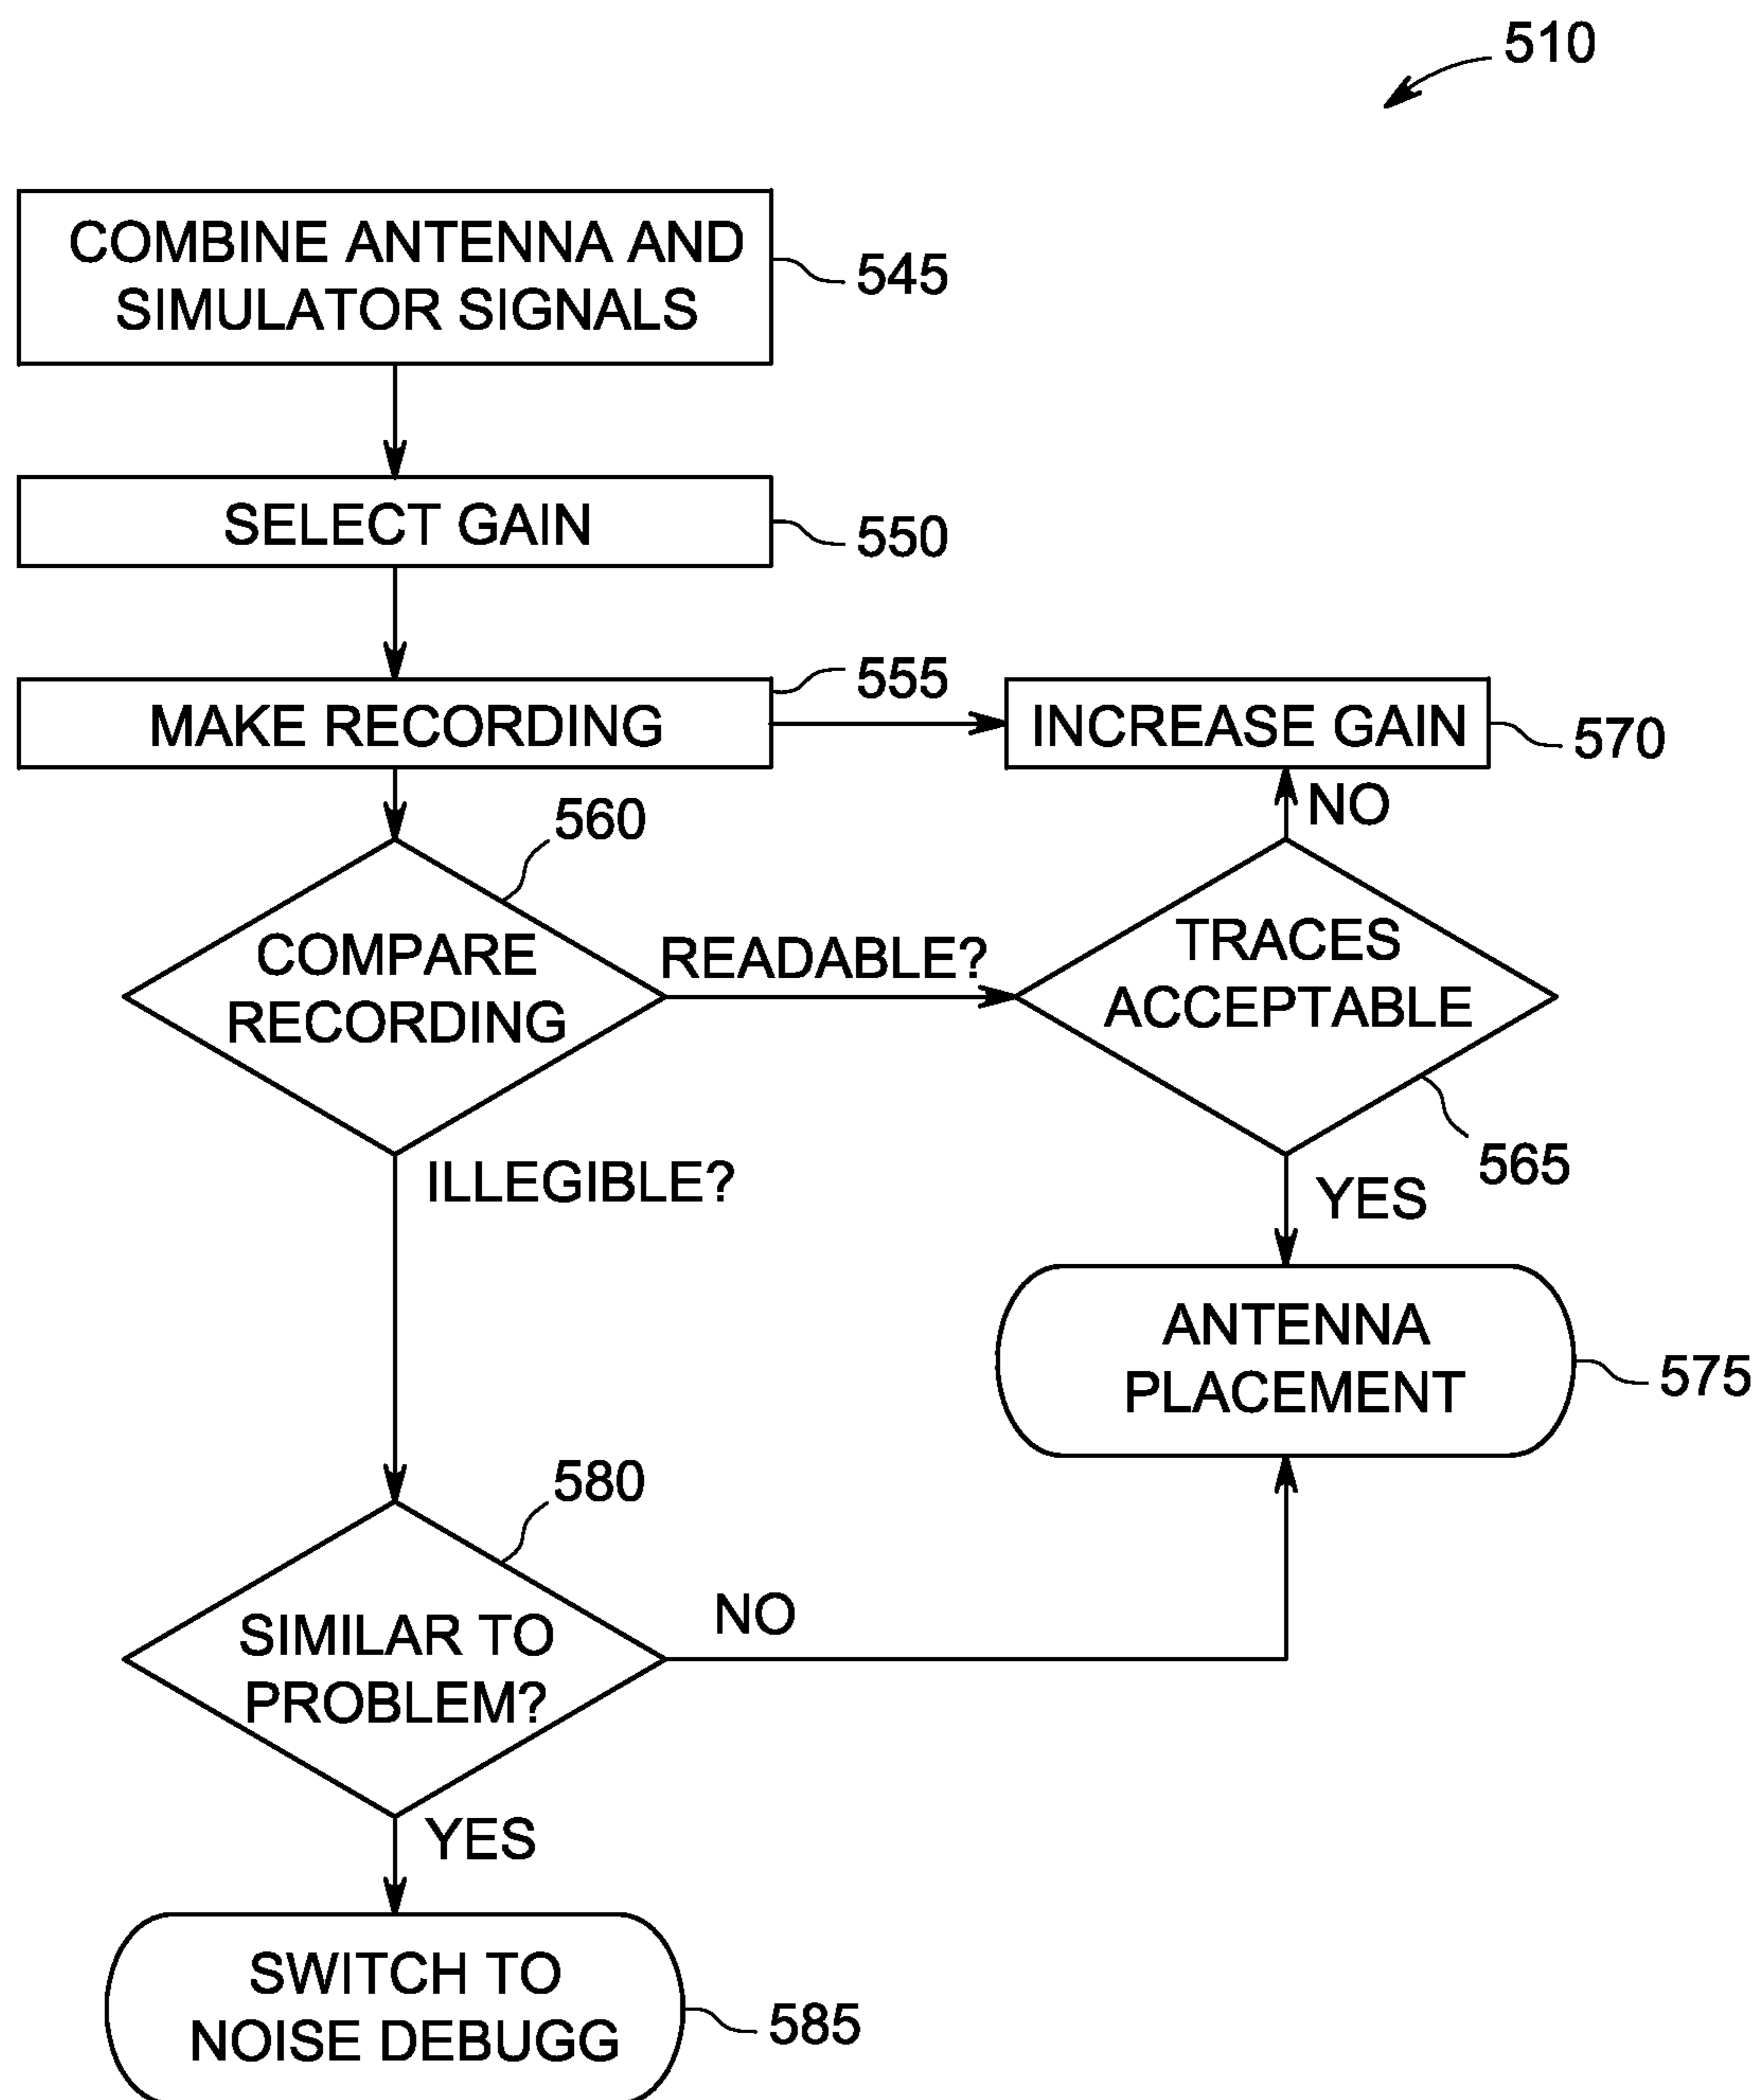 510
COMBINE ANTENNA AND
SIMULATOR SIGNALS
545
SELECT GAIN
550
MAKE RECORDING
555
INCREASE GAIN
570
NO
560
COMPARE
RECORDING
READABLE?
TRACES
ACCEPTABLE
565
ILLEGIBLE?
YES
ANTENNA
PLACEMENT
575
580
SIMILAR TO
PROBLEM?
NO
YES
SWITCH TO
NOISE DEBUGG
585